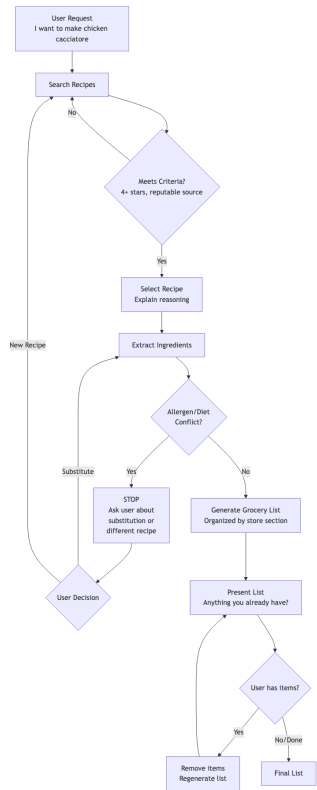 User Request
I want to make chicken
cacciatore
Search Recipes
No
Meets Criteria?
4+ stars, reputable source
Yes
Select Recipe
Explain reasoning
New Recipe
Extract Ingredients
Allergen/Diet
Conflict?
Substitute
Yes
No
STOP
Ask user about
substitution or
different recipe
Generate Grocery List
Organized by store section
User Decision
Present List
Anything you already have?
User has items?
Yes
No/Done
Remove items
Regenerate list
Final List